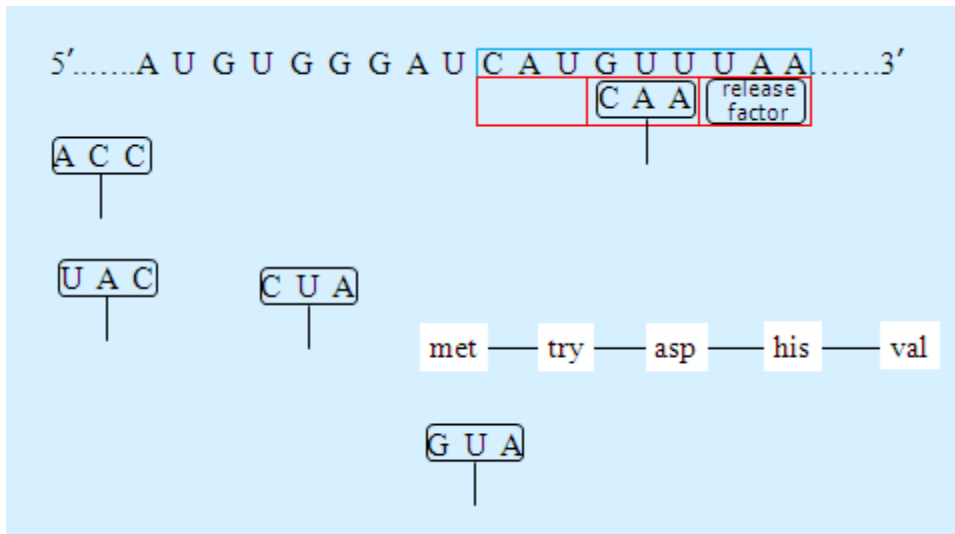 5′.......A U G U G G G A U C A U G U U U A A.......3′
C A A
release
factor
A C C
U A C
C U A
met try asp his val
G U A